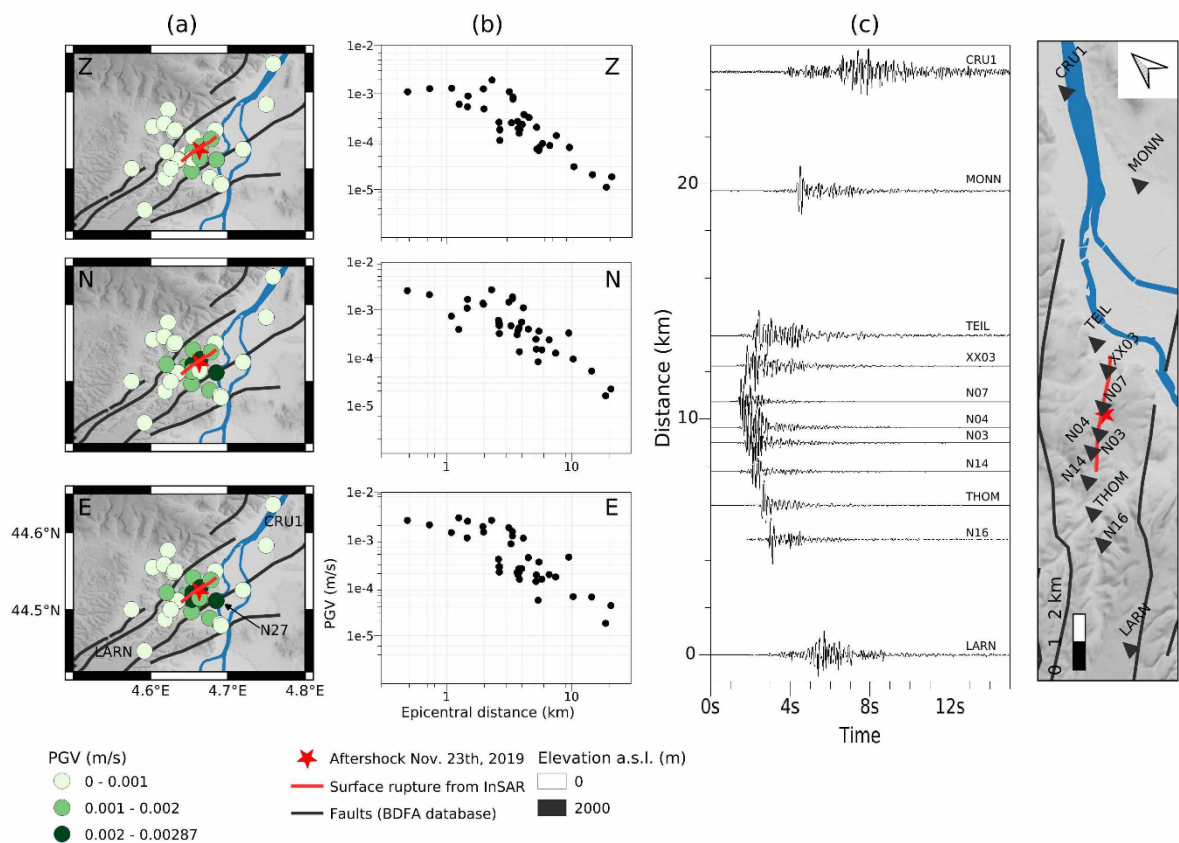 (a)
(b)
(c)
Z
1e-2
1e-3
1e-4
1e-5
Z
N
1e-2
1e-3
1e-4
1e-5
1
10
N
E
CRU1
N27
LARN
44.6°N
44.5°N
4.6°E
4.7°E
4.8°E
1e-2
1e-3
1e-4
1e-5
E
PGV (m/s)
1
10
Epicentral distance (km)
CRU1
MONN
TEIL
XX03
N07
N04
N03
N14
THOM
N16
LARN
20
10
0
Distance (km)
0s
4s
8s
12s
Time
CRU1
MONN
TEIL
XX03
N07
N04
N03
N14
THOM
N16
LARN
0 1 2 km
PGV (m/s)
0 - 0.001
0.001 - 0.002
0.002 - 0.00287
Aftershock Nov. 23th, 2019
Surface rupture from InSAR
Faults (BDFA database)
Elevation a.s.l. (m)
0
2000